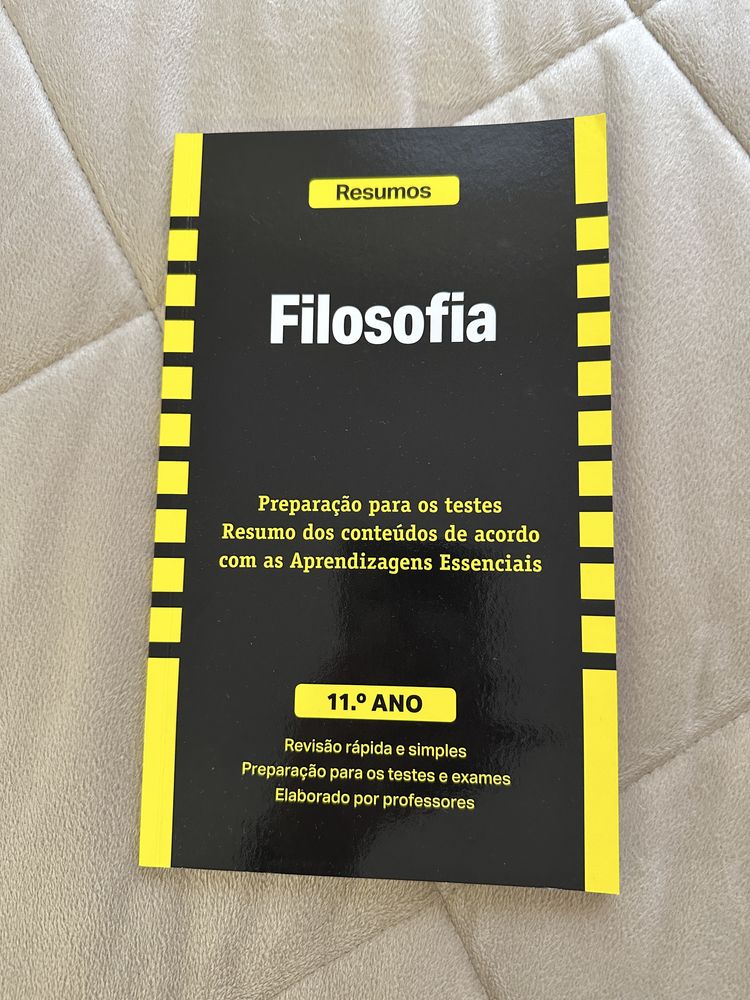 Resumos
Filosofia
Preparação para os testes
Resumo dos conteúdos de acordo
com as Aprendizagens Essenciais
11.º ANO
Revisão rápida e simples
Preparação para os testes e exames
Elaborado por professores